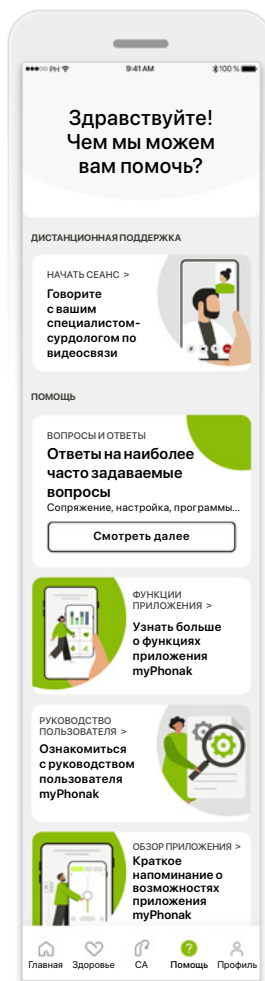 PH
9:41 AM
100 %
Здравствуйте!
Чем мы можем
вам помочь?
ДИСТАНЦИОННАЯ ПОДДЕРЖКА
НАЧАТЬ СЕАНС >
Говорите
с вашим
специалистом-
сурдологом по
видеосвязи
ПОМОЩЬ
ВОПРОСЫ И ОТВЕТЫ
Ответы на наиболее
часто задаваемые
вопросы
Сопряжение, настройка, программы...
Смотреть далее
ФУНКЦИИ
ПРИЛОЖЕНИЯ >
Узнать больше
о функциях
приложения
myPhonak
РУКОВОДСТВО
ПОЛЬЗОВАТЕЛЯ >
Ознакомиться
с руководством
пользователя
myPhonak
ОБЗОР ПРИЛОЖЕНИЯ >
Краткое
напоминание о
возможностях
приложения
myPhonak
Главная
Здоровье
СА
Помощь
Профиль